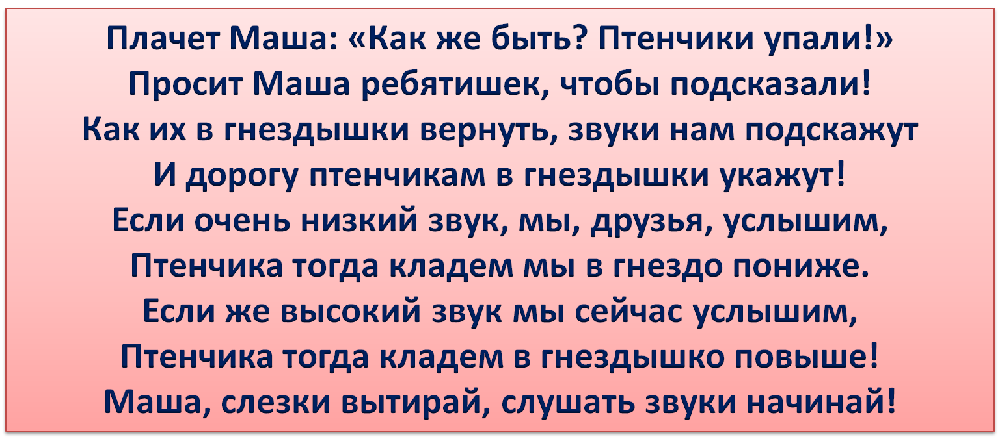 Плачет Маша: «Как же быть? Птенчики упали!»
Просит Маша ребятишек, чтобы подсказали!
Как их в гнездышки вернуть, звуки нам подскажут
И дорогу птенчикам в гнездышки укажут!
Если очень низкий звук, мы, друзья, услышим,
Птенчика тогда кладем мы в гнездо пониже.
Если же высокий звук мы сейчас услышим,
Птенчика тогда кладем в гнездышко повыше!
Маша, слезки вытирай, слушать звуки начинай!